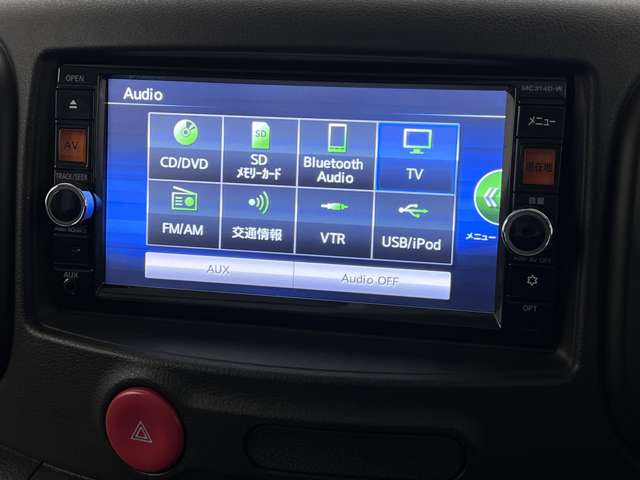 OPEN
MC314D-W
Audio
メニュー
AV
CD/DVD
SD
メモリーカード
Bluetooth
Audio
TV
現在地
TRACK/SEEK
FM/AM
交通情報
VTR
USB/iPod
メニュー
AUX
AUX
Audio OFF
OPT